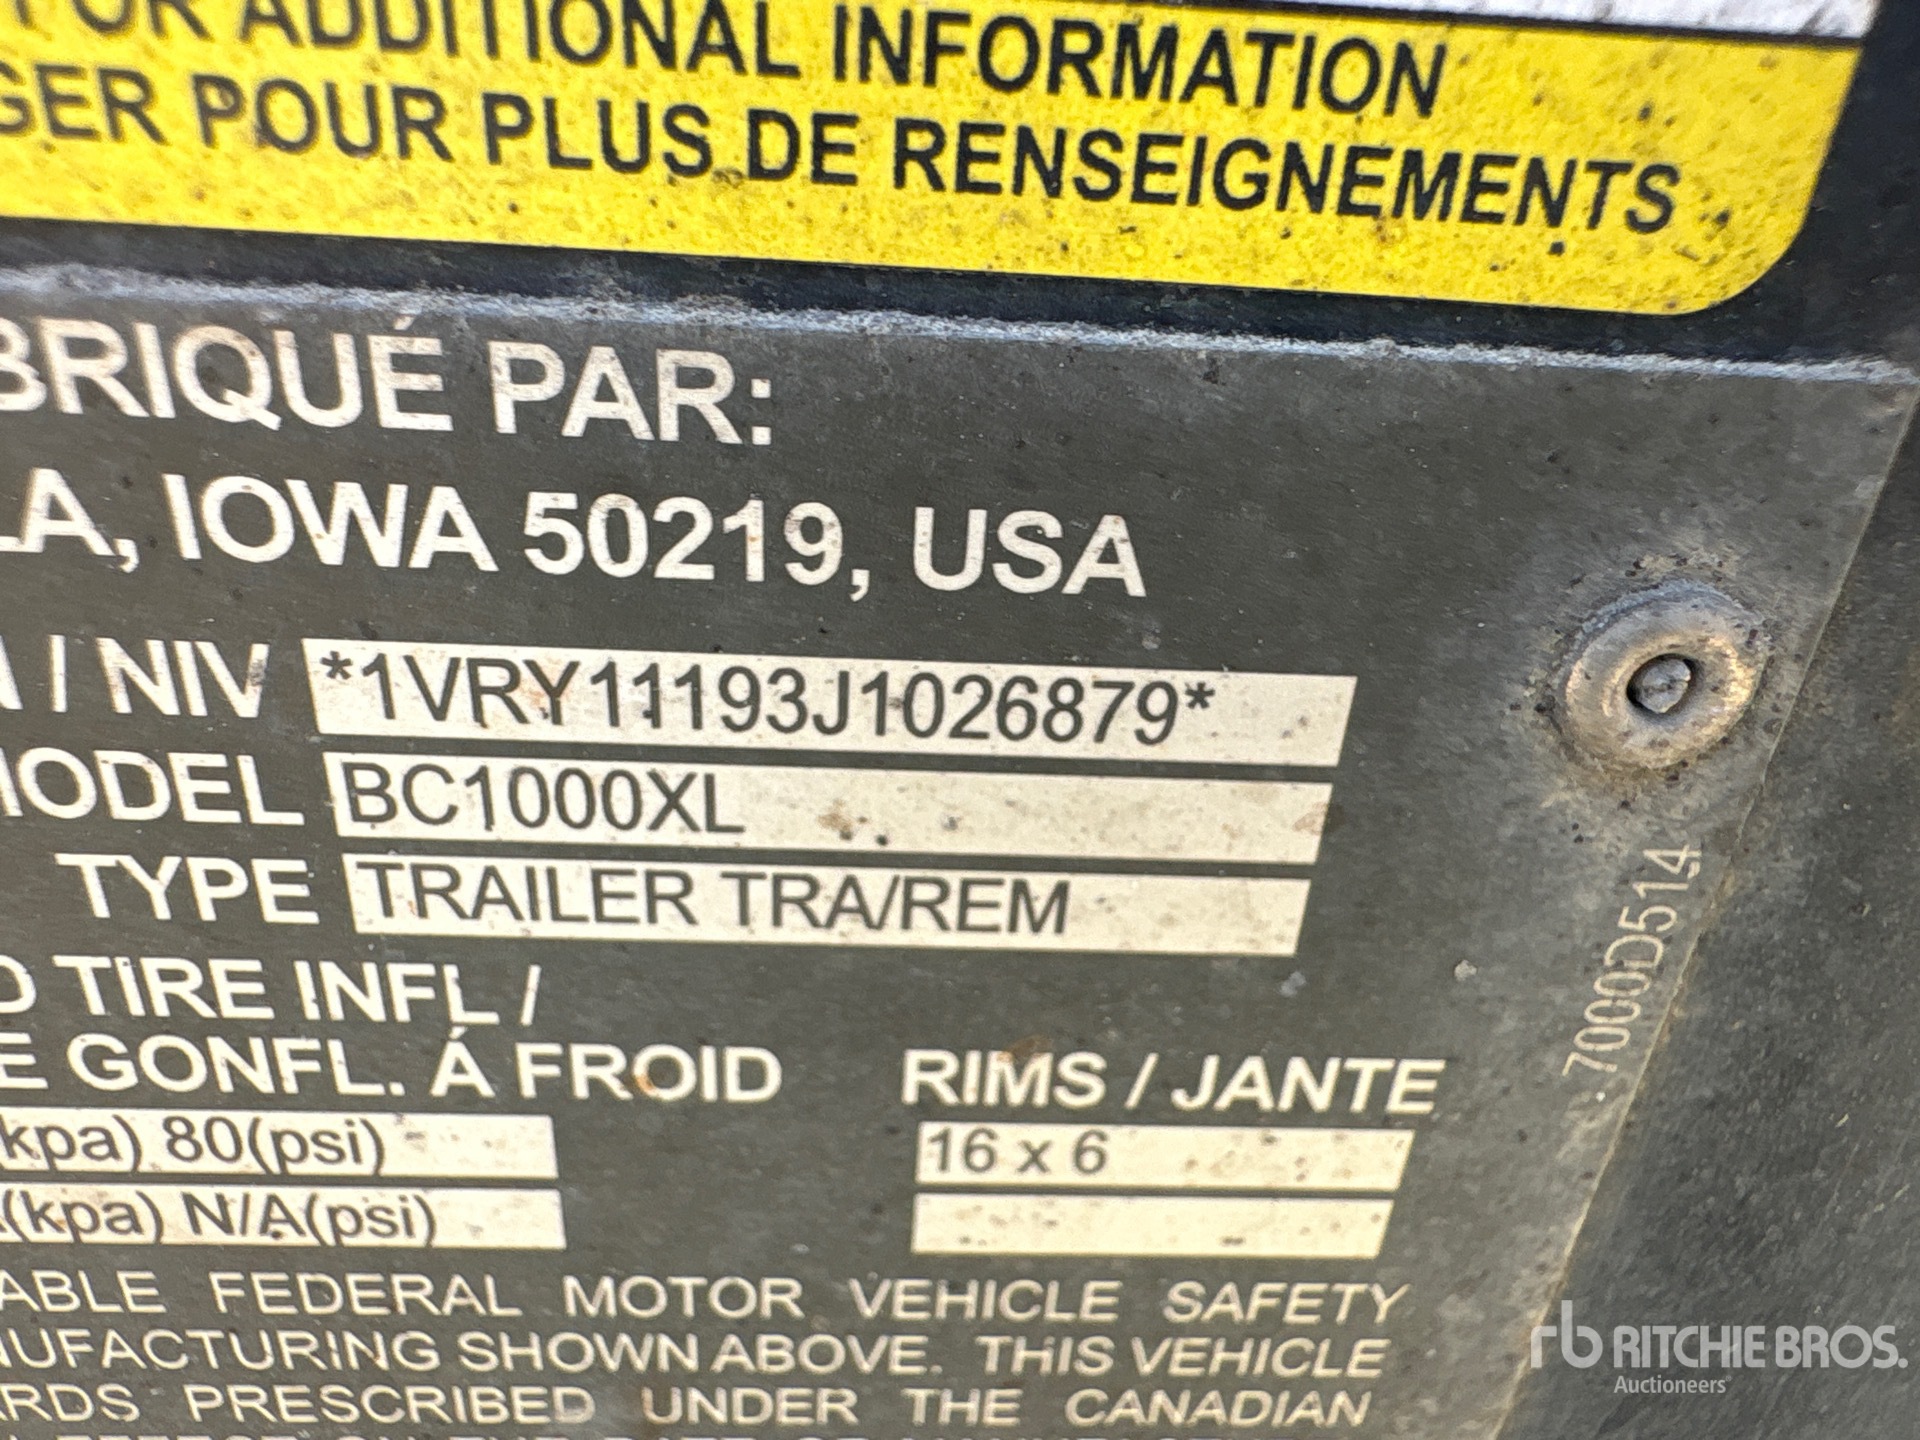 OR ADDITIONAL INFORMATION
GER POUR PLUS DE RENSEIGNEMENTS
BRIQUÉ PAR:
LA, IOWA 50219, USA
/ NIV *1VRY11193J1026879*
MODEL BC1000XL
TYPE TRAILER TRA/REM
D TIRE INFL /
E GONFL. Á FROID RIMS / JANTE
(kpa) 80(psi) 16 x 6
(kpa) N/A(psi)
7000D514
ABLE FEDERAL MOTOR VEHICLE SAFETY
NUFACTURING SHOWN ABOVE. THIS VEHICLE
RDS PRESCRIBED UNDER THE CANADIAN
rb RITCHIE BROS.
Auctioneers